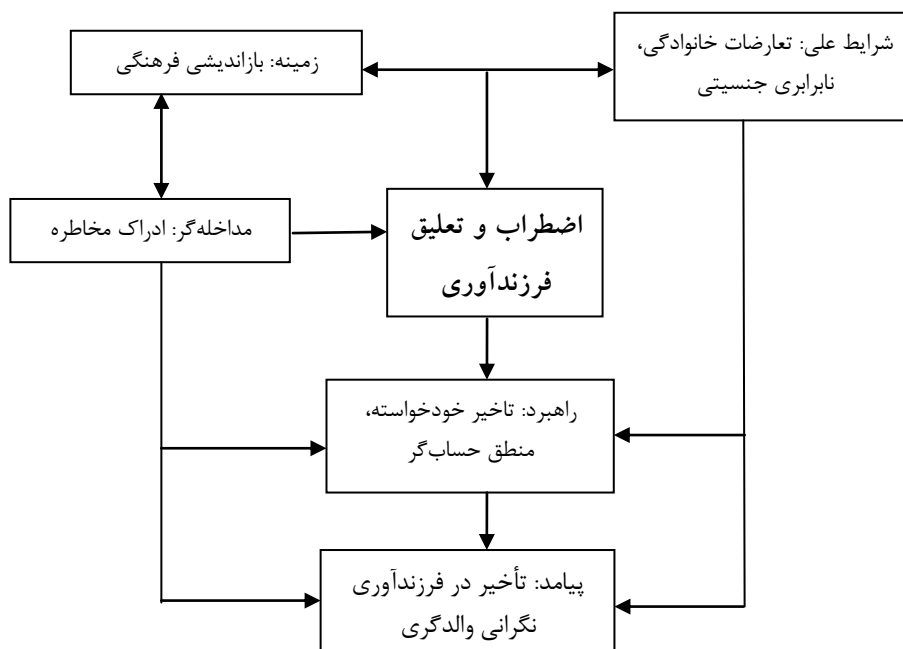 شرایط علی: تعارضات خانوادگی،
نابرابری جنسیتی
زمینه: بازاندیشی فرهنگی
مداخله‌گر: ادراک مخاطره
اضطراب و تعلیق
فرزندآوری
راهبرد: تاخیر خودخواسته،
منطق حساب‌گر
پیامد: تأخیر در فرزندآوری
نگرانی والدگری